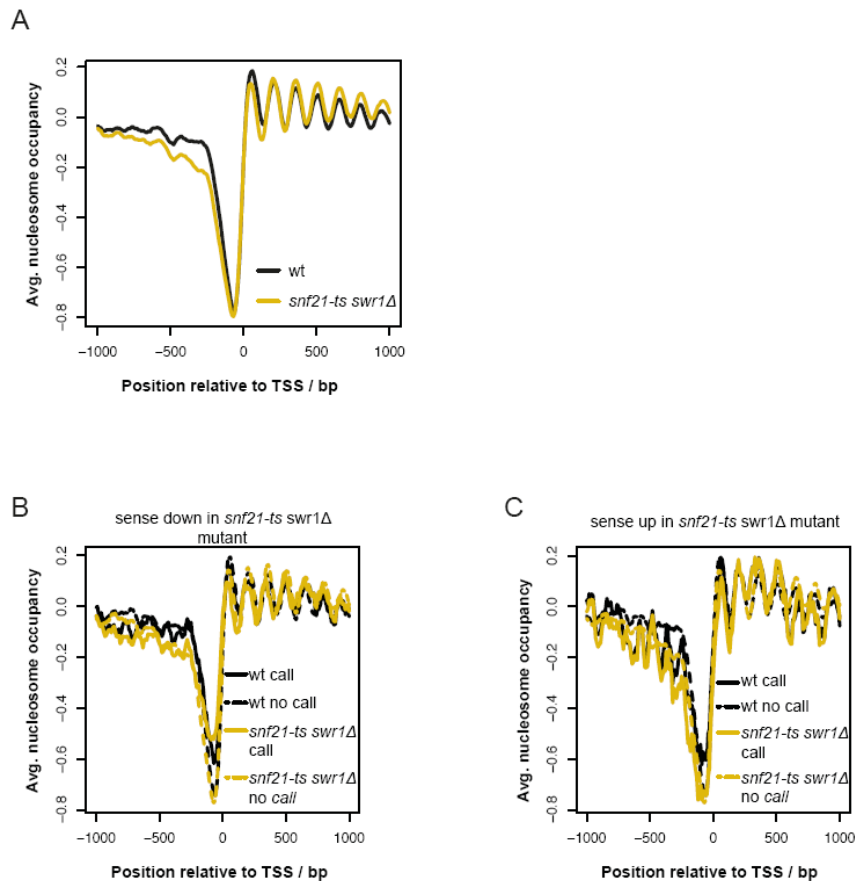 A
0.2
0.0
−0.2
−0.4
−0.6
−0.8
Avg. nucleosome occupancy
wt
snf21-ts swr1Δ
−1000 −500 0 500 1000
Position relative to TSS / bp
B
sense down in snf21-ts swr1Δ
mutant
0.2
0.0
−0.2
−0.4
−0.6
−0.8
Avg. nucleosome occupancy
wt call
wt no call
snf21-ts swr1Δ
call
snf21-ts swr1Δ
no call
−1000 −500 0 500 1000
Position relative to TSS / bp
C
sense up in snf21-ts swr1Δ mutant
0.2
0.0
−0.2
−0.4
−0.6
−0.8
Avg. nucleosome occupancy
wt call
wt no call
snf21-ts swr1Δ
call
snf21-ts swr1Δ
no call
−1000 −500 0 500 1000
Position relative to TSS / bp